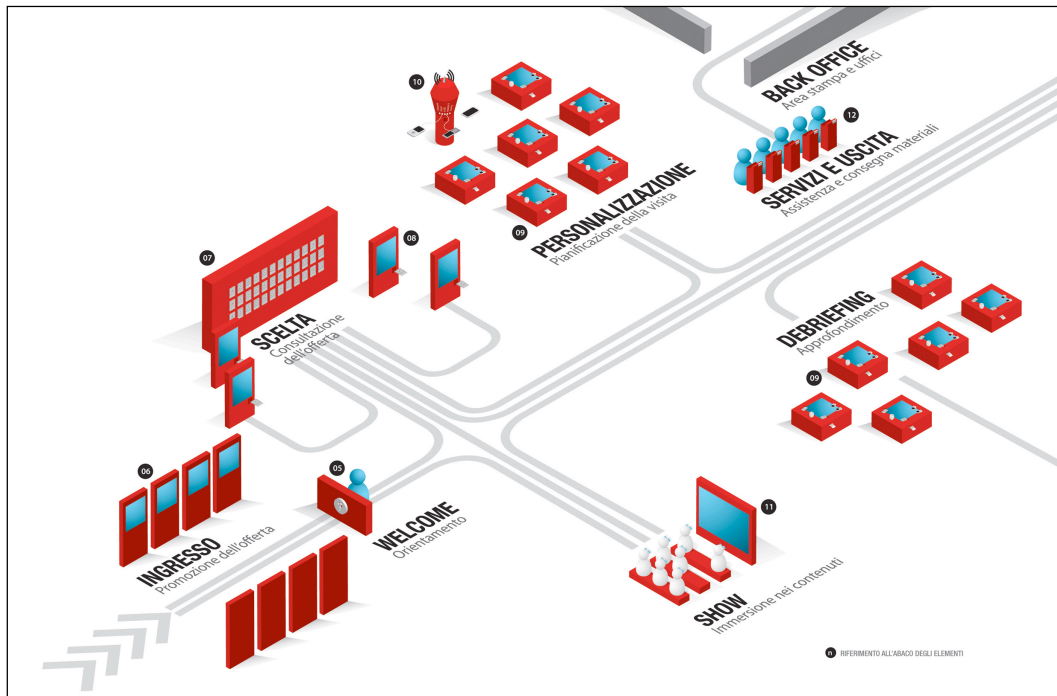 10
BACK OFFICE
Area stampa e uffici
12
SERVIZI E USCITA
Assistenza e consegna materiali
09
PERSONALIZZAZIONE
Pianificazione della visita
07
08
SCELTA
Consultazione
dell'offerta
DEBRIEFING
Approfondimento
09
06
05
INGRESSO
Promozione dell'offerta
WELCOME
Orientamento
11
SHOW
Immersione nei contenuti
n RIFERIMENTO ALL'ABACO DEGLI ELEMENTI